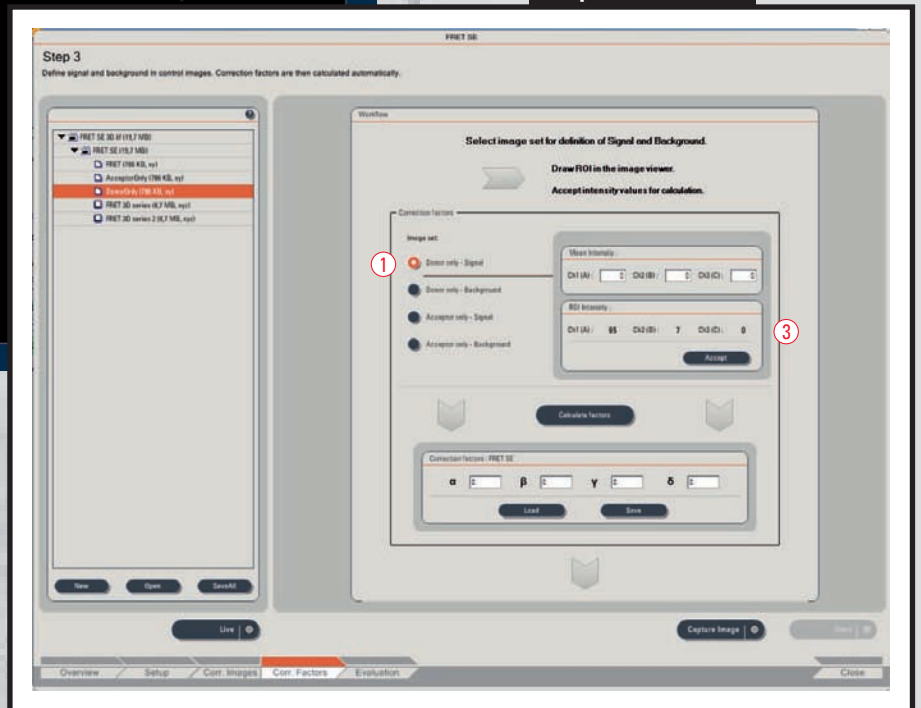 FRET SE
Step 3
Define signal and background in control images. Correction factors are then calculated automatically.
FRET SE 3D.lif (19,7 MB)
FRET SE (19,7 MB)
FRET (786 KB, xy)
AcceptorOnly (786 KB, xy)
DonorOnly (786 KB, xy)
FRET 3D series (8,7 MB, xyz)
FRET 3D series 2 (8,7 MB, xyz)
New
Open
SaveAll
Workflow
Select image set for definition of Signal and Background.
Draw ROI in the image viewer.
Accept intensity values for calculation.
Correction factors
Image set:
1
Donor only - Signal
Donor only - Background
Acceptor only - Signal
Acceptor only - Background
Mean Intensity :
Ch1 (A) : Ch2 (B) : Ch3 (C) :
ROI Intensity :
Ch1 (A) : 95 Ch2 (B) : 7 Ch3 (C) : 0
3
Accept
Calculate factors
Correction factors : FRET SE
α β γ δ
Load
Save
Live
Capture Image
Overview
Setup
Corr. Images
Corr. Factors
Evaluation
Close